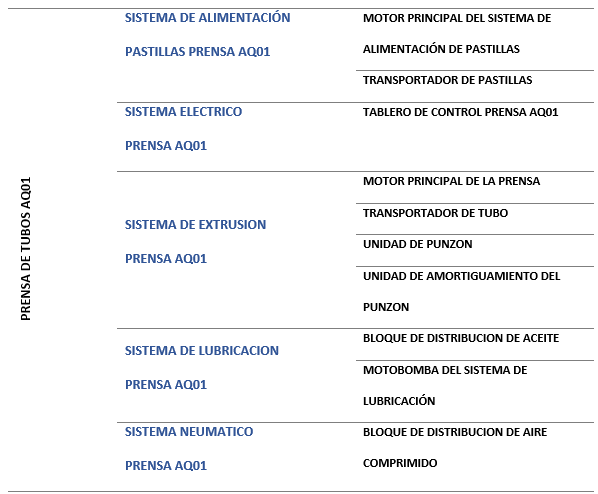 PRENSA DE TUBOS AQ01
SISTEMA DE ALIMENTACIÓN
PASTILLAS PRENSA AQ01
MOTOR PRINCIPAL DEL SISTEMA DE
ALIMENTACIÓN DE PASTILLAS
TRANSPORTADOR DE PASTILLAS
SISTEMA ELECTRICO
PRENSA AQ01
TABLERO DE CONTROL PRENSA AQ01
SISTEMA DE EXTRUSION
PRENSA AQ01
MOTOR PRINCIPAL DE LA PRENSA
TRANSPORTADOR DE TUBO
UNIDAD DE PUNZON
UNIDAD DE AMORTIGUAMIENTO DEL
PUNZON
SISTEMA DE LUBRICACION
PRENSA AQ01
BLOQUE DE DISTRIBUCION DE ACEITE
MOTOBOMBA DEL SISTEMA DE
LUBRICACIÓN
SISTEMA NEUMATICO
PRENSA AQ01
BLOQUE DE DISTRIBUCION DE AIRE
COMPRIMIDO